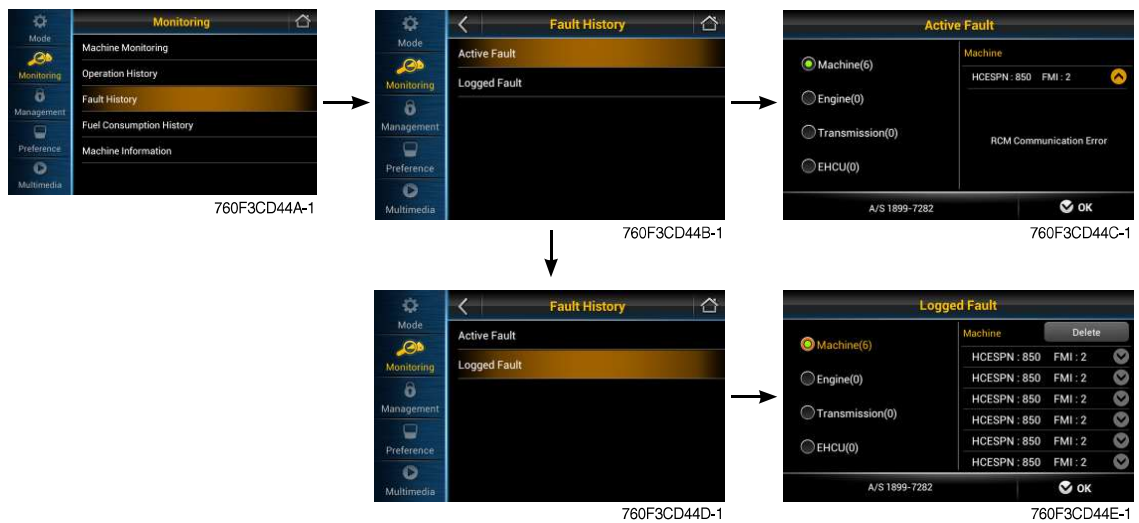 Monitoring
Mode
Monitoring
Management
Preference
Multimedia
Machine Monitoring
Operation History
Fault History
Fuel Consumption History
Machine Information
760F3CD44A-1
Fault History
Mode
Monitoring
Management
Preference
Multimedia
Active Fault
Logged Fault
760F3CD44B-1
Active Fault
Machine(6)
Engine(0)
Transmission(0)
EHCU(0)
Machine
HCESPN : 850 FMI : 2
RCM Communication Error
A/S 1899-7282
OK
760F3CD44C-1
Fault History
Mode
Monitoring
Management
Preference
Multimedia
Active Fault
Logged Fault
760F3CD44D-1
Logged Fault
Machine(6)
Engine(0)
Transmission(0)
EHCU(0)
Machine Delete
HCESPN : 850 FMI : 2
HCESPN : 850 FMI : 2
HCESPN : 850 FMI : 2
HCESPN : 850 FMI : 2
HCESPN : 850 FMI : 2
HCESPN : 850 FMI : 2
A/S 1899-7282
OK
760F3CD44E-1